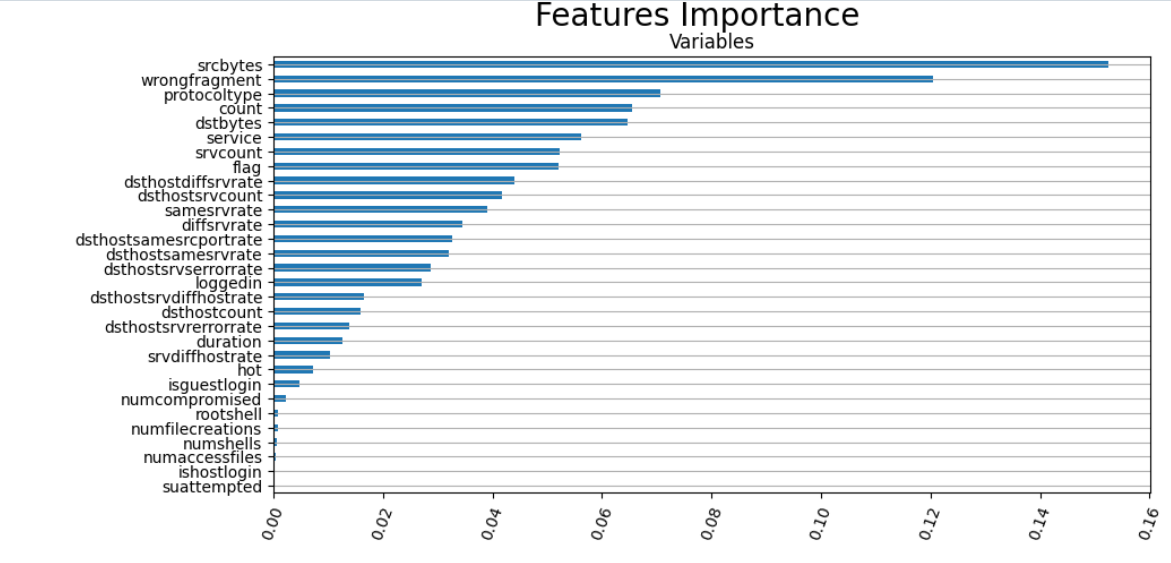 Features Importance
Variables
srcbytes
wrongfragment
protocoltype
count
dstbytes
service
srvcount
flag
dsthostdiffsrvrate
dsthostsrvcount
samesrvrate
diffsrvrate
dsthostsamesrcportrate
dsthostsamesrvrate
dsthostsrvserrorrate
loggedin
dsthostsrvdiffhostrate
dsthostcount
dsthostsrvrerrorrate
duration
srvdiffhostrate
hot
isguestlogin
numcompromised
rootshell
numfilecreations
numshells
numaccessfiles
ishostlogin
suattempted
0.00 0.02 0.04 0.06 0.08 0.10 0.12 0.14 0.16